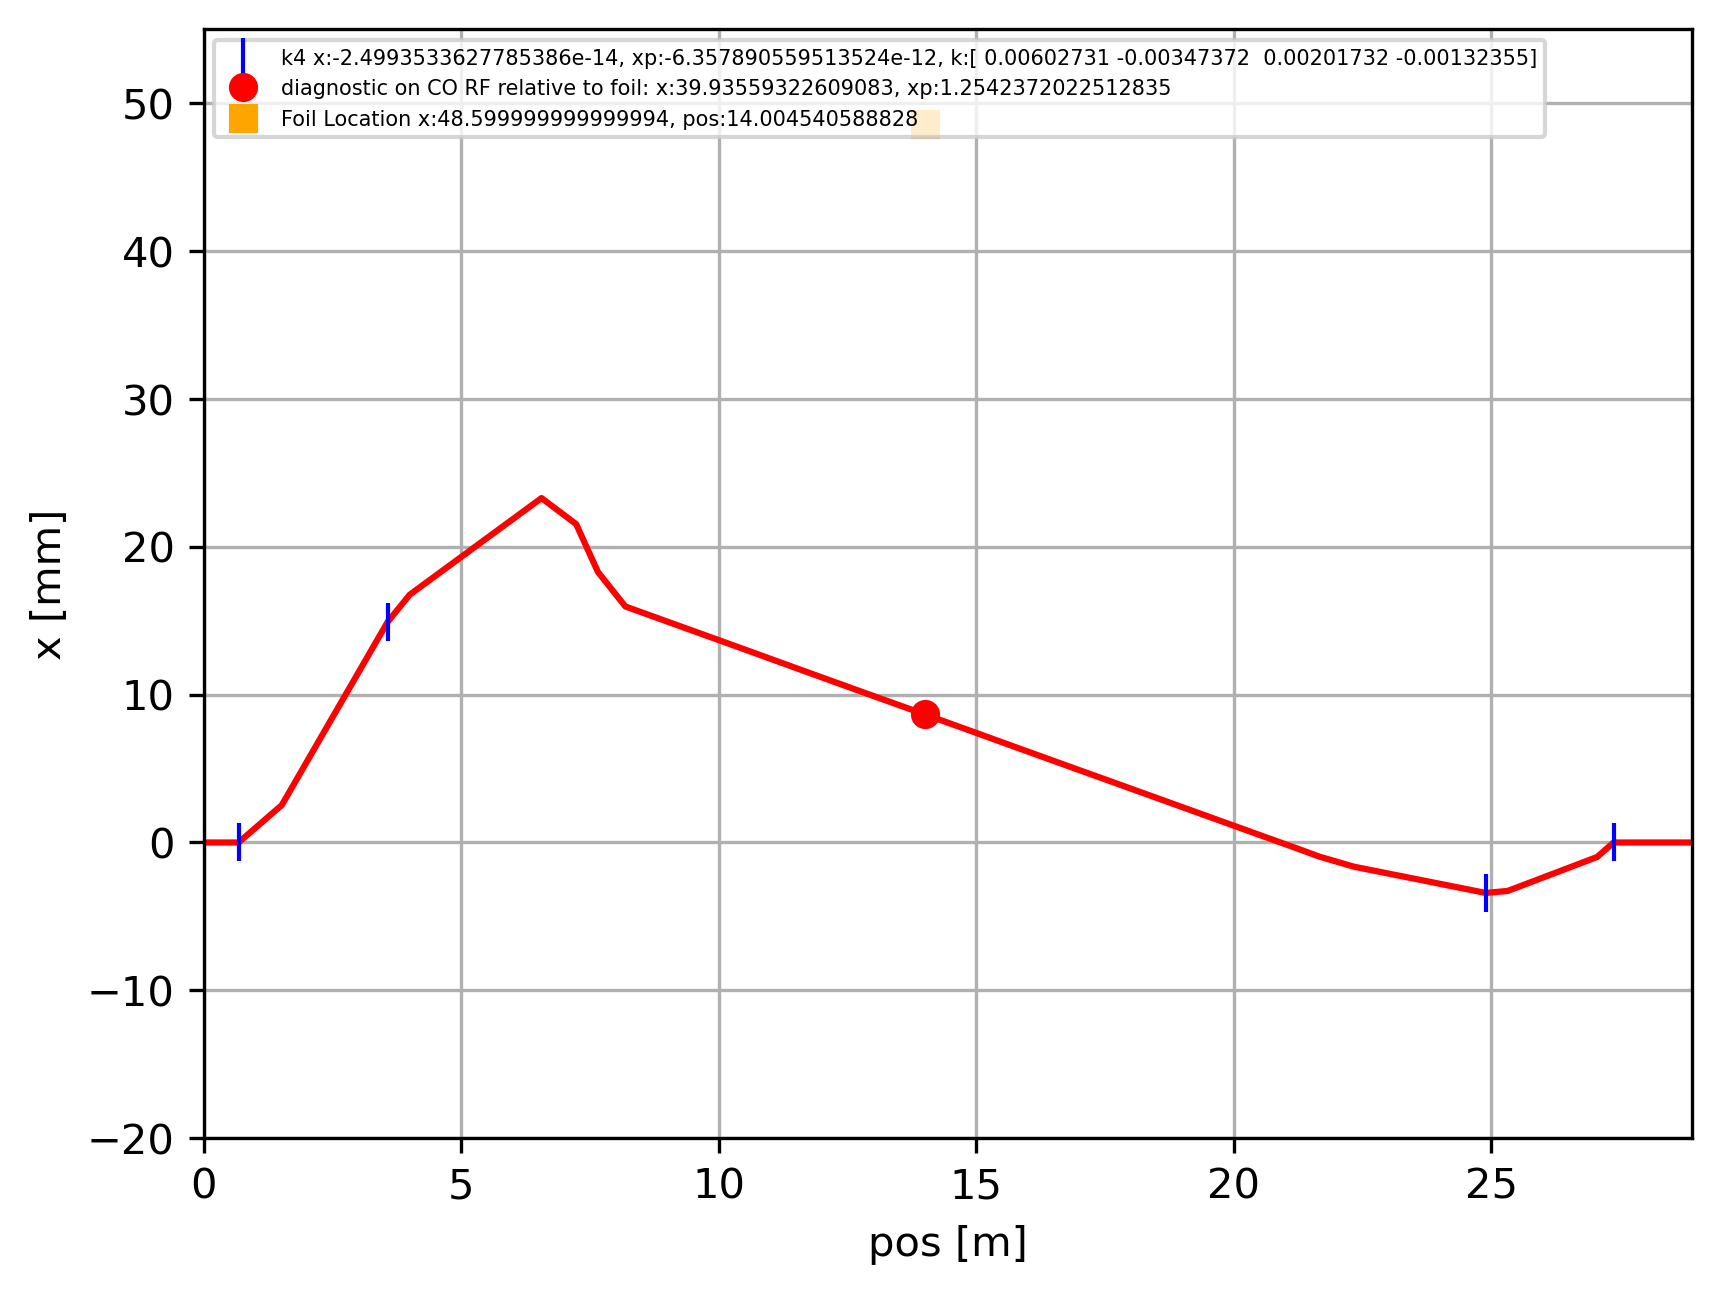 k4 x:-2.4993533627785386e-14, xp:-6.357890559513524e-12, k:[ 0.00602731 -0.00347372  0.00201732 -0.00132355]
diagnostic on CO RF relative to foil: x:39.93559322609083, xp:1.2542372022512835
Foil Location x:48.599999999999994, pos:14.004540588828
50
40
30
20
10
0
−10
−20
x [mm]
0 5 10 15 20 25
pos [m]